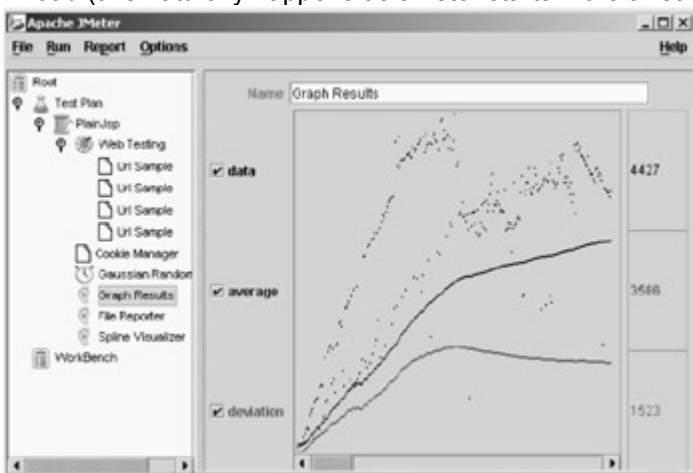 naturally happens
Apache JMeter
File Run Report Options Help
Root
Test Plan
PlainJsp
Web Testing
Url Sample
Url Sample
Url Sample
Url Sample
Cookie Manager
Gaussian Random
Graph Results
File Reporter
Spline Visualizer
WorkBench
Name Graph Results
data
4427
average
3586
deviation
1523